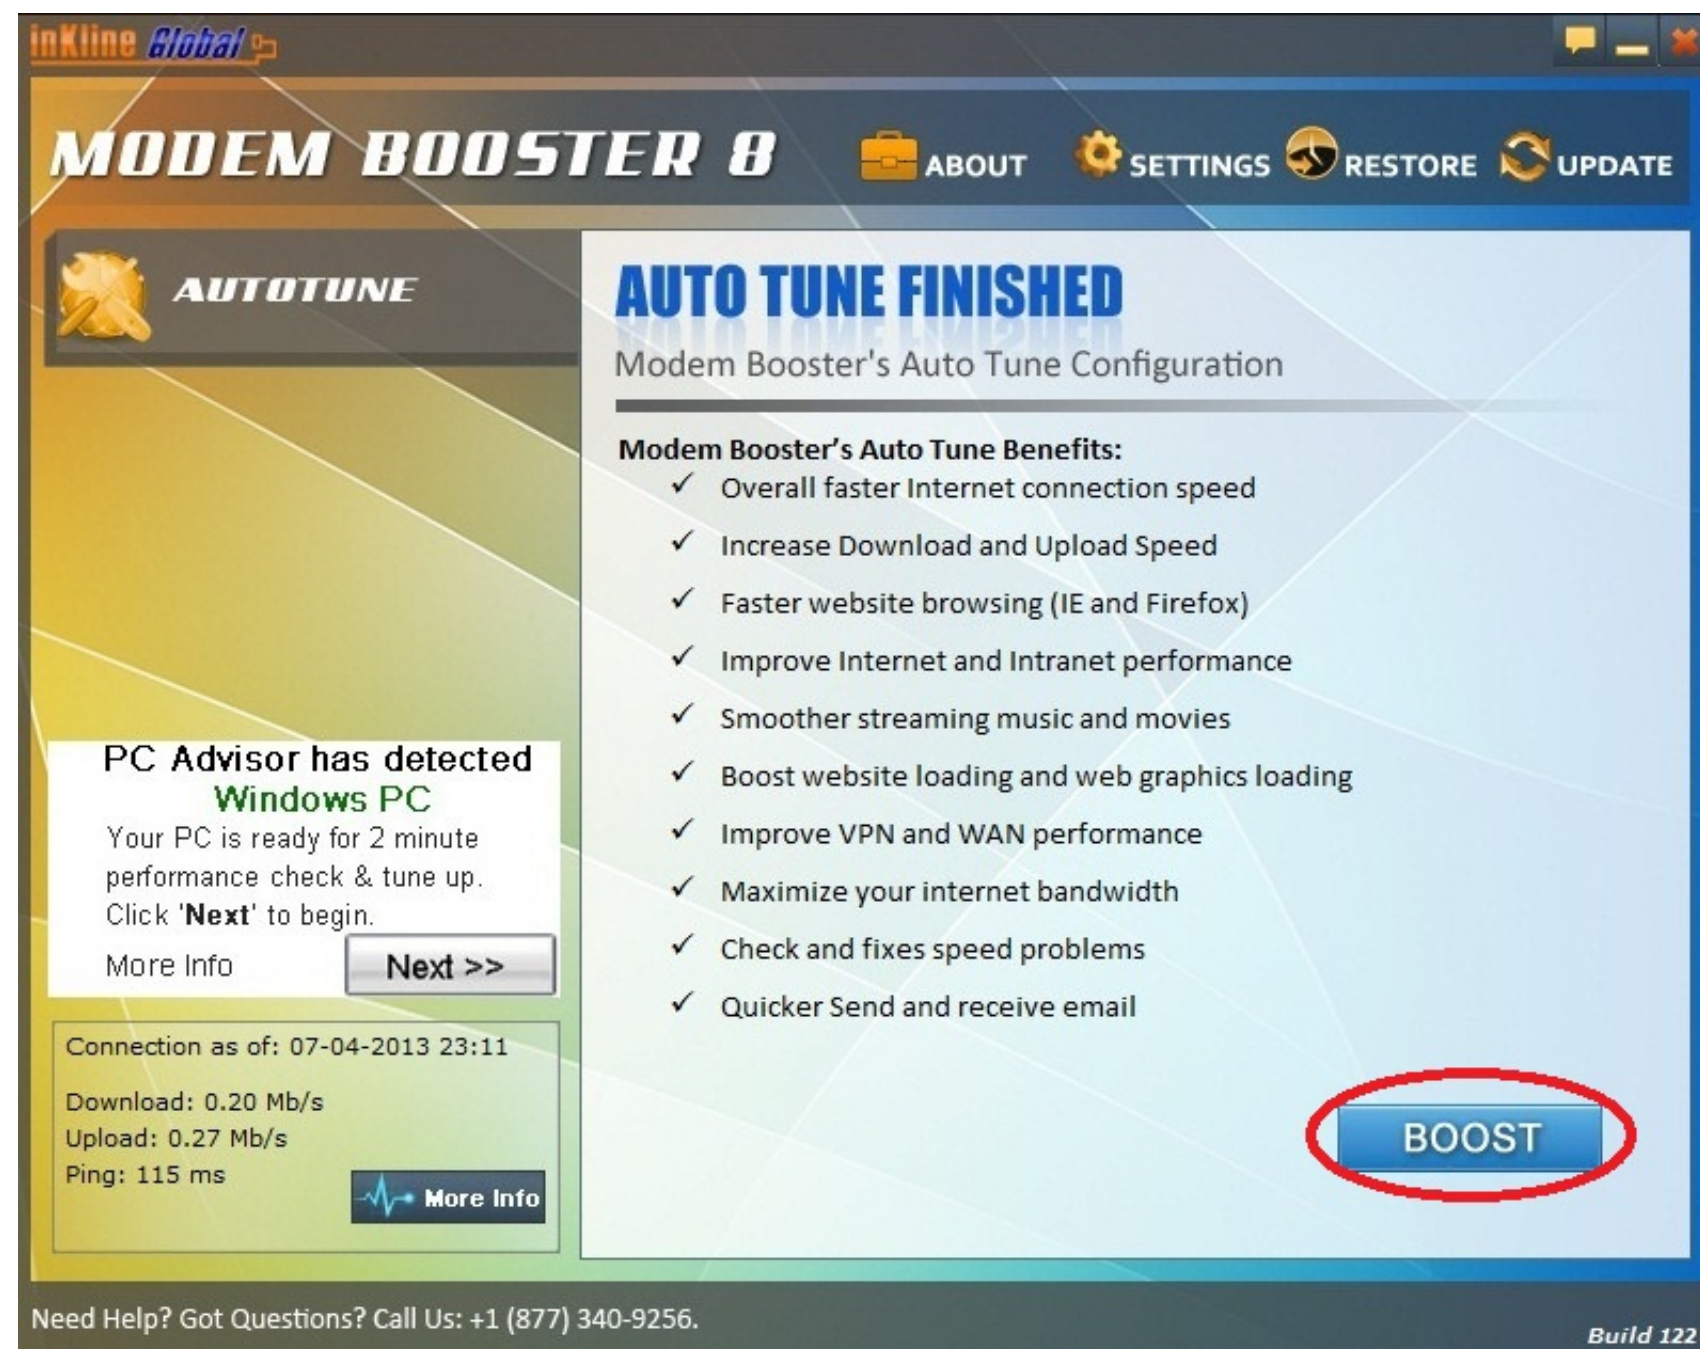 inKline Global
MODEM BOOSTER 8
ABOUT
SETTINGS
RESTORE
UPDATE
AUTOTUNE
AUTO TUNE FINISHED
Modem Booster's Auto Tune Configuration
Modem Booster’s Auto Tune Benefits:
✓ Overall faster Internet connection speed
✓ Increase Download and Upload Speed
✓ Faster website browsing (IE and Firefox)
✓ Improve Internet and Intranet performance
✓ Smoother streaming music and movies
✓ Boost website loading and web graphics loading
✓ Improve VPN and WAN performance
✓ Maximize your internet bandwidth
✓ Check and fixes speed problems
✓ Quicker Send and receive email
BOOST
PC Advisor has detected
Windows PC
Your PC is ready for 2 minute
performance check & tune up.
Click 'Next' to begin.
More Info
Next >>
Connection as of: 07-04-2013 23:11
Download: 0.20 Mb/s
Upload: 0.27 Mb/s
Ping: 115 ms
More Info
Need Help? Got Questions? Call Us: +1 (877) 340-9256.
Build 122